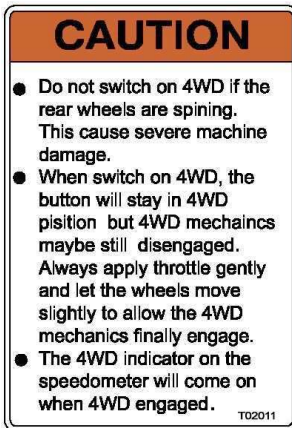 CAUTION
● Do not switch on 4WD if the
rear wheels are spining.
This cause severe machine
damage.
● When switch on 4WD, the
button will stay in 4WD
pisition but 4WD mechaincs
maybe still disengaged.
Always apply throttle gently
and let the wheels move
slightly to allow the 4WD
mechanics finally engage.
● The 4WD indicator on the
speedometer will come on
when 4WD engaged.
T02011